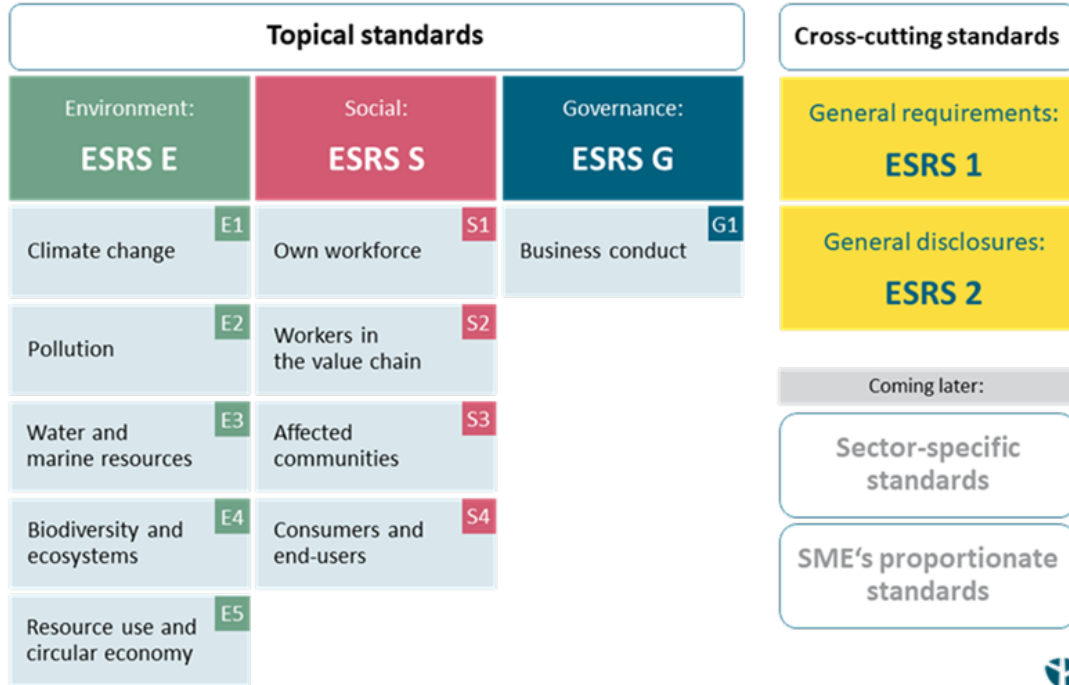 Topical standards
Environment:
ESRS E
E1
Climate change
E2
Pollution
E3
Water and
marine resources
E4
Biodiversity and
ecosystems
E5
Resource use and
circular economy
Social:
ESRS S
S1
Own workforce
S2
Workers in
the value chain
S3
Affected
communities
S4
Consumers and
end-users
Governance:
ESRS G
G1
Business conduct
Cross-cutting standards
General requirements:
ESRS 1
General disclosures:
ESRS 2
Coming later:
Sector-specific
standards
SME‘s proportionate
standards